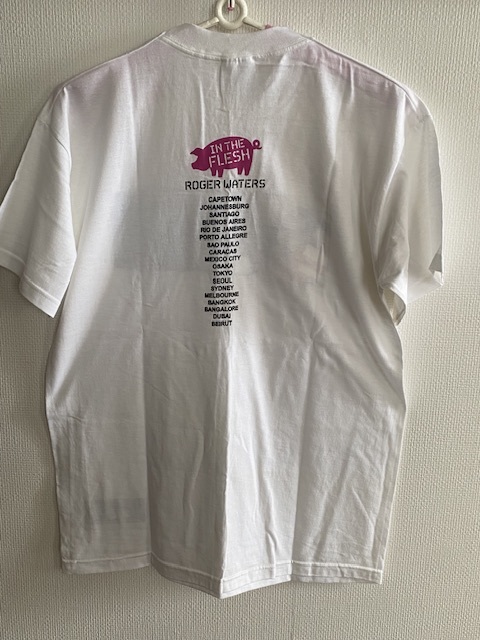 IN THE
FLESH
ROGER WATERS
CAPETOWN
JOHANNESBURG
SANTIAGO
BUENOS AIRES
RIO DE JANEIRO
PORTO ALLEGRE
SAO PAULO
CARACAS
MEXICO CITY
OSAKA
TOKYO
SEOUL
SYDNEY
MELBOURNE
BANGKOK
BANGALORE
DUBAI
BEIRUT